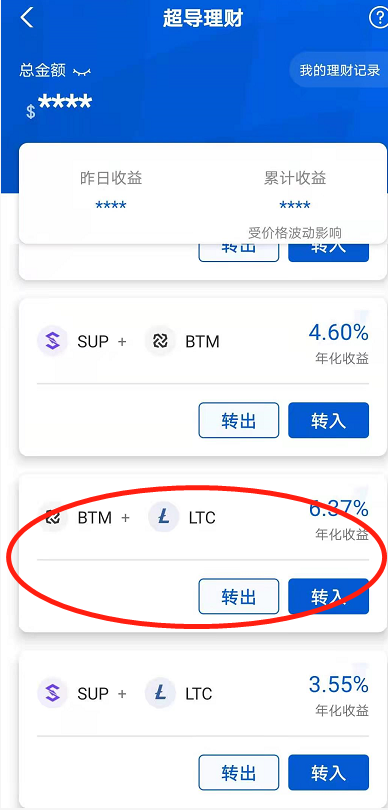 超导理财
?
总金额
我的理财记录
$ ****
昨日收益 累计收益
**** ****
受价格波动影响
转出 转入
SUP + BTM 4.60%
年化收益
转出 转入
BTM + LTC 6.37%
年化收益
转出 转入
SUP + LTC 3.55%
年化收益
转出 转入